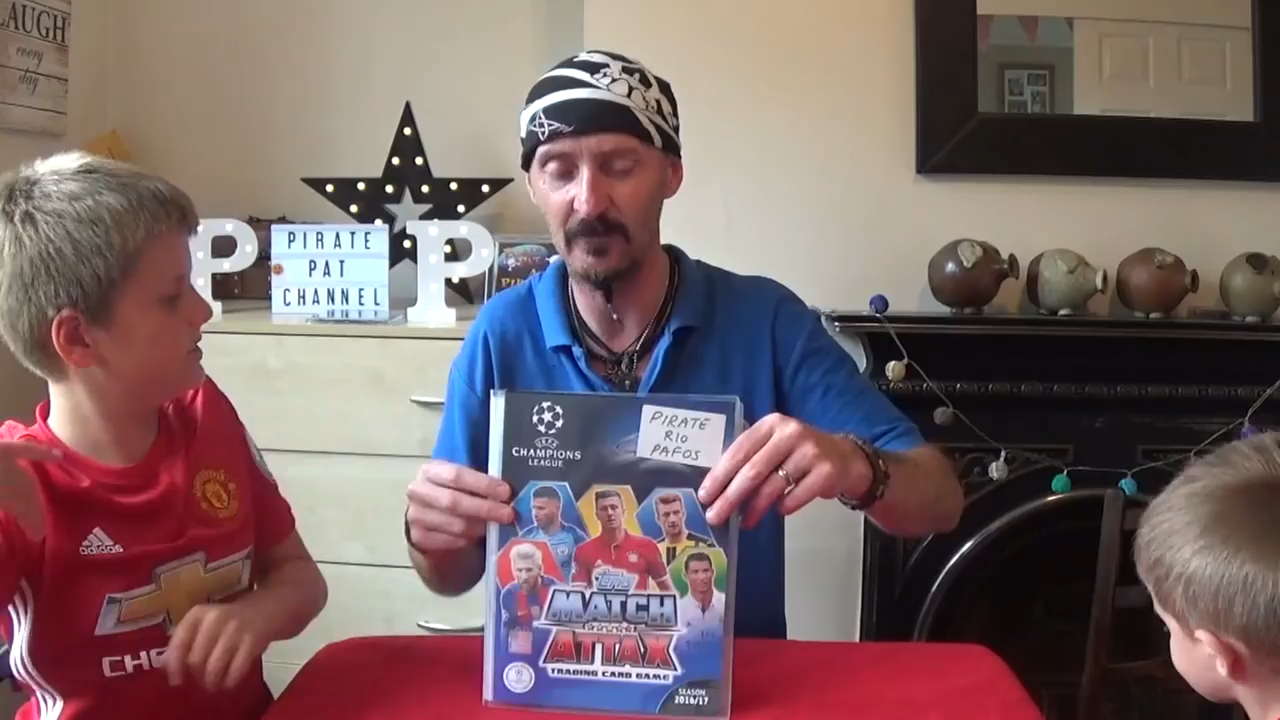 LAUGH
every
day
P
PIRATE
PAT
CHANNEL
P
UEFA
CHAMPIONS
LEAGUE
PIRATE
RIO
PAFOS
adidas
TOPPS
MATCH
ATTAX
TRADING CARD GAME
SEASON
2016/17